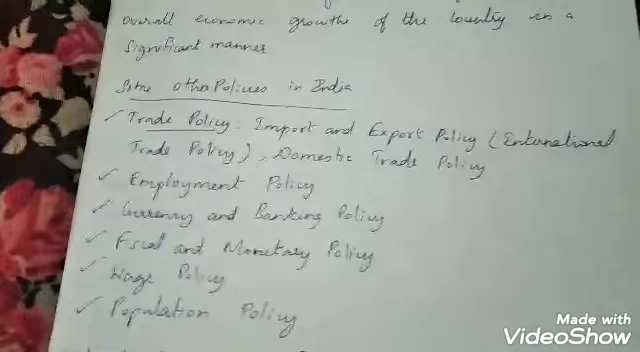 overall economic growth of the country in a
significant manner
Some other Policies in India
Trade Policy: Import and Export Policy (International
Trade Policy), Domestic Trade Policy
Employment Policy
Currency and Banking Policy
Fiscal and Monetary Policy
Wage Policy
Population Policy
Made with
VideoShow